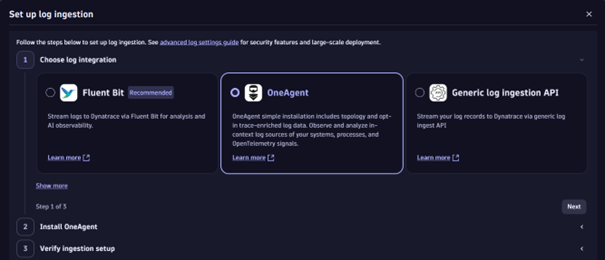 Set up log ingestion
Follow the steps below to set up log ingestion. See advanced log settings guide for security features and large-scale deployment.
1 Choose log integration
Fluent Bit Recommended
Stream logs to Dynatrace via Fluent Bit for analysis and
AI observability.
Learn more
OneAgent
OneAgent simple installation includes topology and opt-
in trace-enriched log data. Observe and analyze in-
context log sources of your systems, processes, and
OpenTelemetry signals.
Learn more
Generic log ingestion API
Stream your log records to Dynatrace via generic log
ingest API
Learn more
Show more
Step 1 of 3
Next
2 Install OneAgent
3 Verify ingestion setup